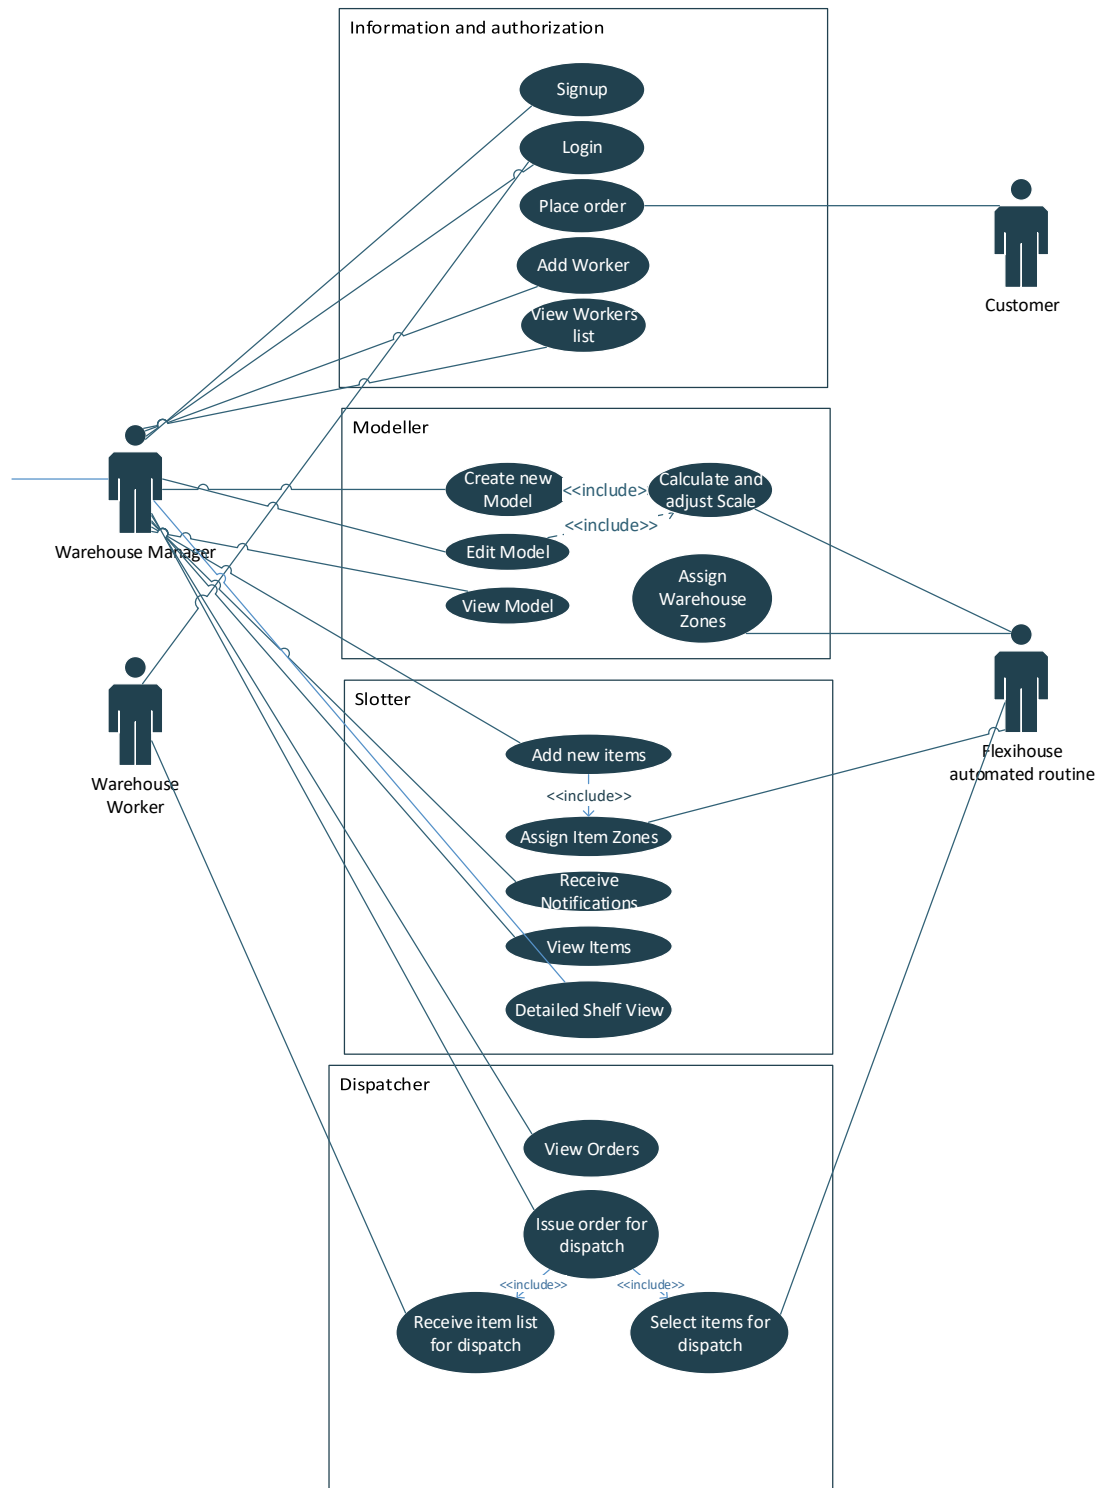 Information and authorization
Signup
Login
Place order
Add Worker
View Workers
list
Customer
Modeller
Create new
Model
<<include>
Calculate and
adjust Scale
<<include>>
Edit Model
View Model
Assign
Warehouse
Zones
Warehouse Manager
Warehouse
Worker
Flexihouse
automated routine
Slotter
Add new items
<<include>>
Assign Item Zones
Receive
Notifications
View Items
Detailed Shelf View
Dispatcher
View Orders
Issue order for
dispatch
<<include>>
<<include>>
Receive item list
for dispatch
Select items for
dispatch